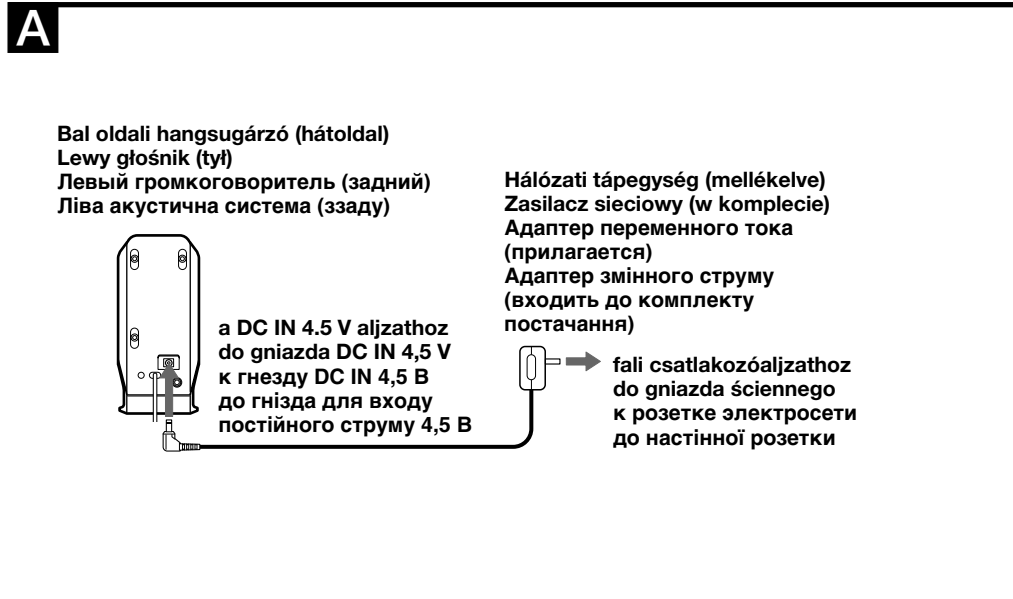 A
Bal oldali hangsugárzó (hátoldal)
Lewy głośnik (tył)
Левый громкоговоритель (задний)
Ліва акустична система (ззаду)
Hálózati tápegység (mellékelve)
Zasilacz sieciowy (w komplecie)
Адаптер переменного тока
(прилагается)
Адаптер змінного струму
(входить до комплекту
постачання)
a DC IN 4.5 V aljzathoz
do gniazda DC IN 4,5 V
к гнезду DC IN 4,5 В
до гнізда для входу
постійного струму 4,5 В
fali csatlakozóaljzathoz
do gniazda ściennego
к розетке электросети
до настінної розетки